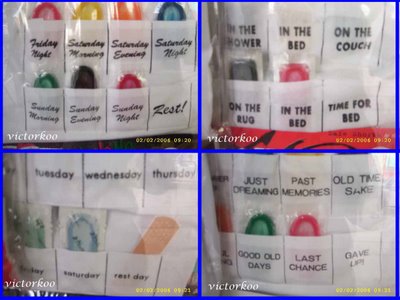 Friday Night
Saturday Morning
Saturday Evening
Saturday Night
Sunday Morning
Sunday Evening
Sunday Night
Rest!
victorkoo
02/02/2006 09:20
IN THE SHOWER
IN THE BED
ON THE COUCH
ON THE RUG
IN THE BED
TIME FOR BED
victorkoo
02/02/2006 09:20
tuesday
wednesday
thursday
saturday
rest day
victorkoo
02/02/2006 09:21
JUST DREAMING
PAST MEMORIES
OLD TIME SAKE
GOOD OLD DAYS
LAST CHANCE
GAVE UP!
victorkoo
02/02/2006 09:21